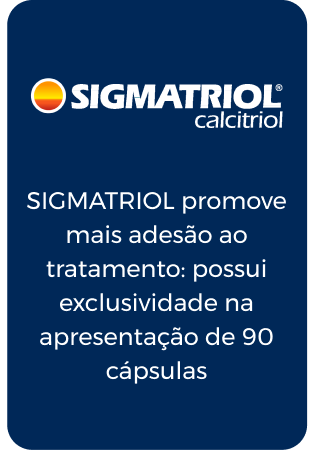 SIGMATRIOL®
calcitriol
SIGMATRIOL promove
mais adesão ao
tratamento: possui
exclusividade na
apresentação de 90
cápsulas